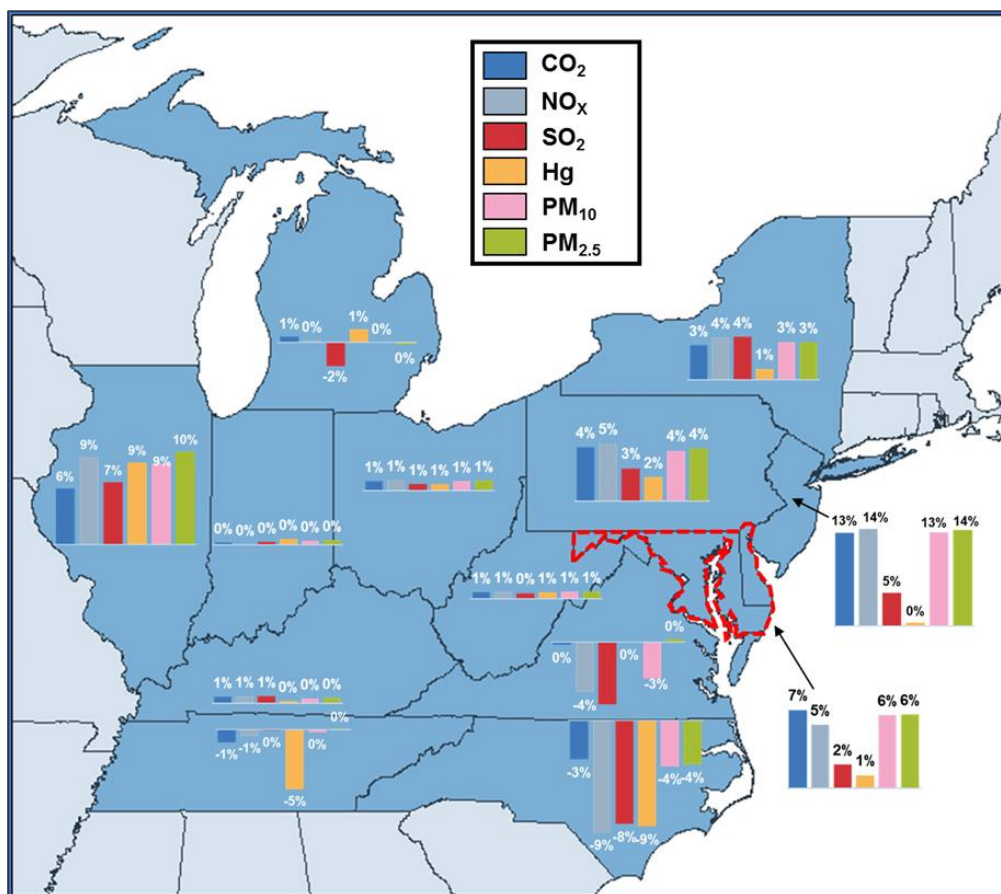 CO₂
NOX
SO₂
Hg
PM₁₀
PM₂.₅
1% 0% -2% 1% 0% 0%
3% 4% 4% 1% 3% 3%
6% 9% 7% 9% 9% 10%
1% 1% 1% 1% 1% 1%
4% 5% 3% 2% 4% 4%
0% 0% 0% 0% 0% 0%
13% 14% 5% 0% 13% 14%
1% 1% 0% 1% 1% 1%
0% -4% 0% -3% 0%
7% 5% 2% 1% 6% 6%
1% 1% 1% 0% 0% 0%
-1% -1% 0% -5% 0% 0%
-3% -9% -8% -9% -4% -4%